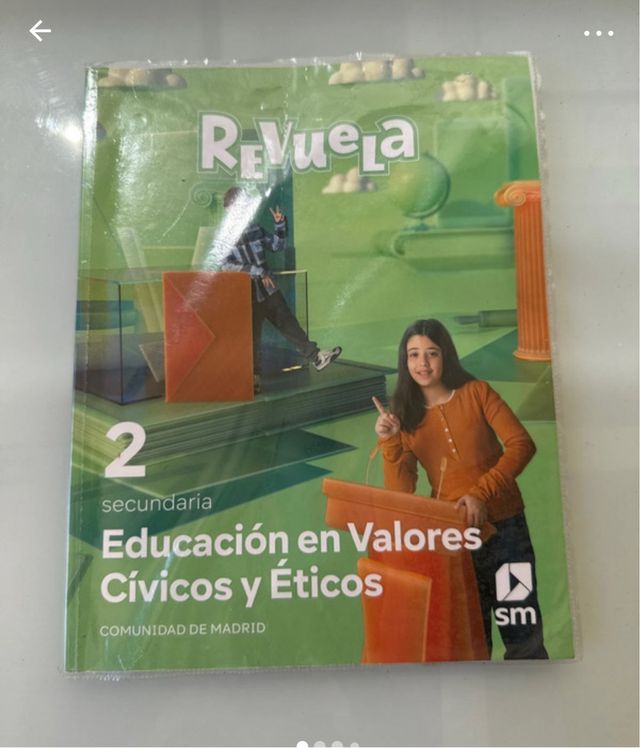 REVUELA
2
secundaria
Educación en Valores
Cívicos y Éticos
COMUNIDAD DE MADRID
sm